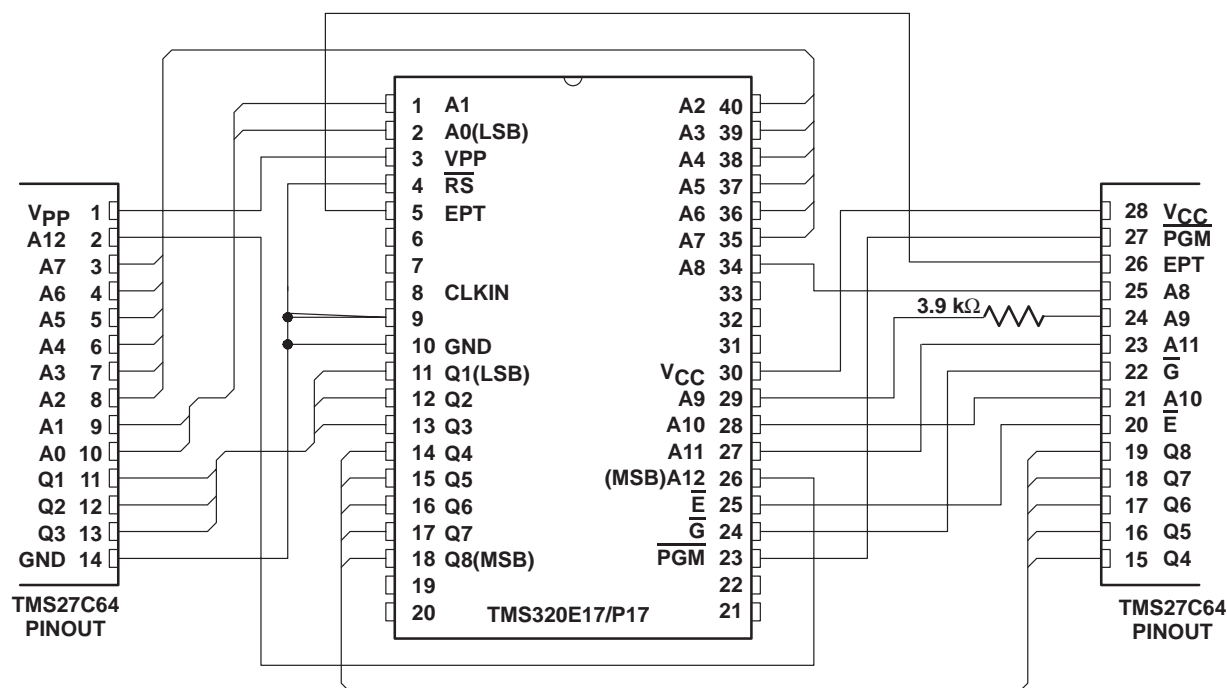 1 A1
2 A0(LSB)
3 VPP
4 R̅S̅
5 EPT
6
7
8 CLKIN
9
10 GND
11 Q1(LSB)
12 Q2
13 Q3
14 Q4
15 Q5
16 Q6
17 Q7
18 Q8(MSB)
19
20
A2 40
A3 39
A4 38
A5 37
A6 36
A7 35
A8 34
33
32
31
VCC 30
A9 29
A10 28
A11 27
(MSB)A12 26
E̅ 25
G̅ 24
P̅G̅M̅ 23
22
21
TMS320E17/P17
VPP 1
A12 2
A7 3
A6 4
A5 5
A4 6
A3 7
A2 8
A1 9
A0 10
Q1 11
Q2 12
Q3 13
GND 14
TMS27C64
PINOUT
3.9 kΩ
28 VCC
27 P̅G̅M̅
26 EPT
25 A8
24 A9
23 A11
22 G̅
21 A10
20 E̅
19 Q8
18 Q7
17 Q6
16 Q5
15 Q4
TMS27C64
PINOUT